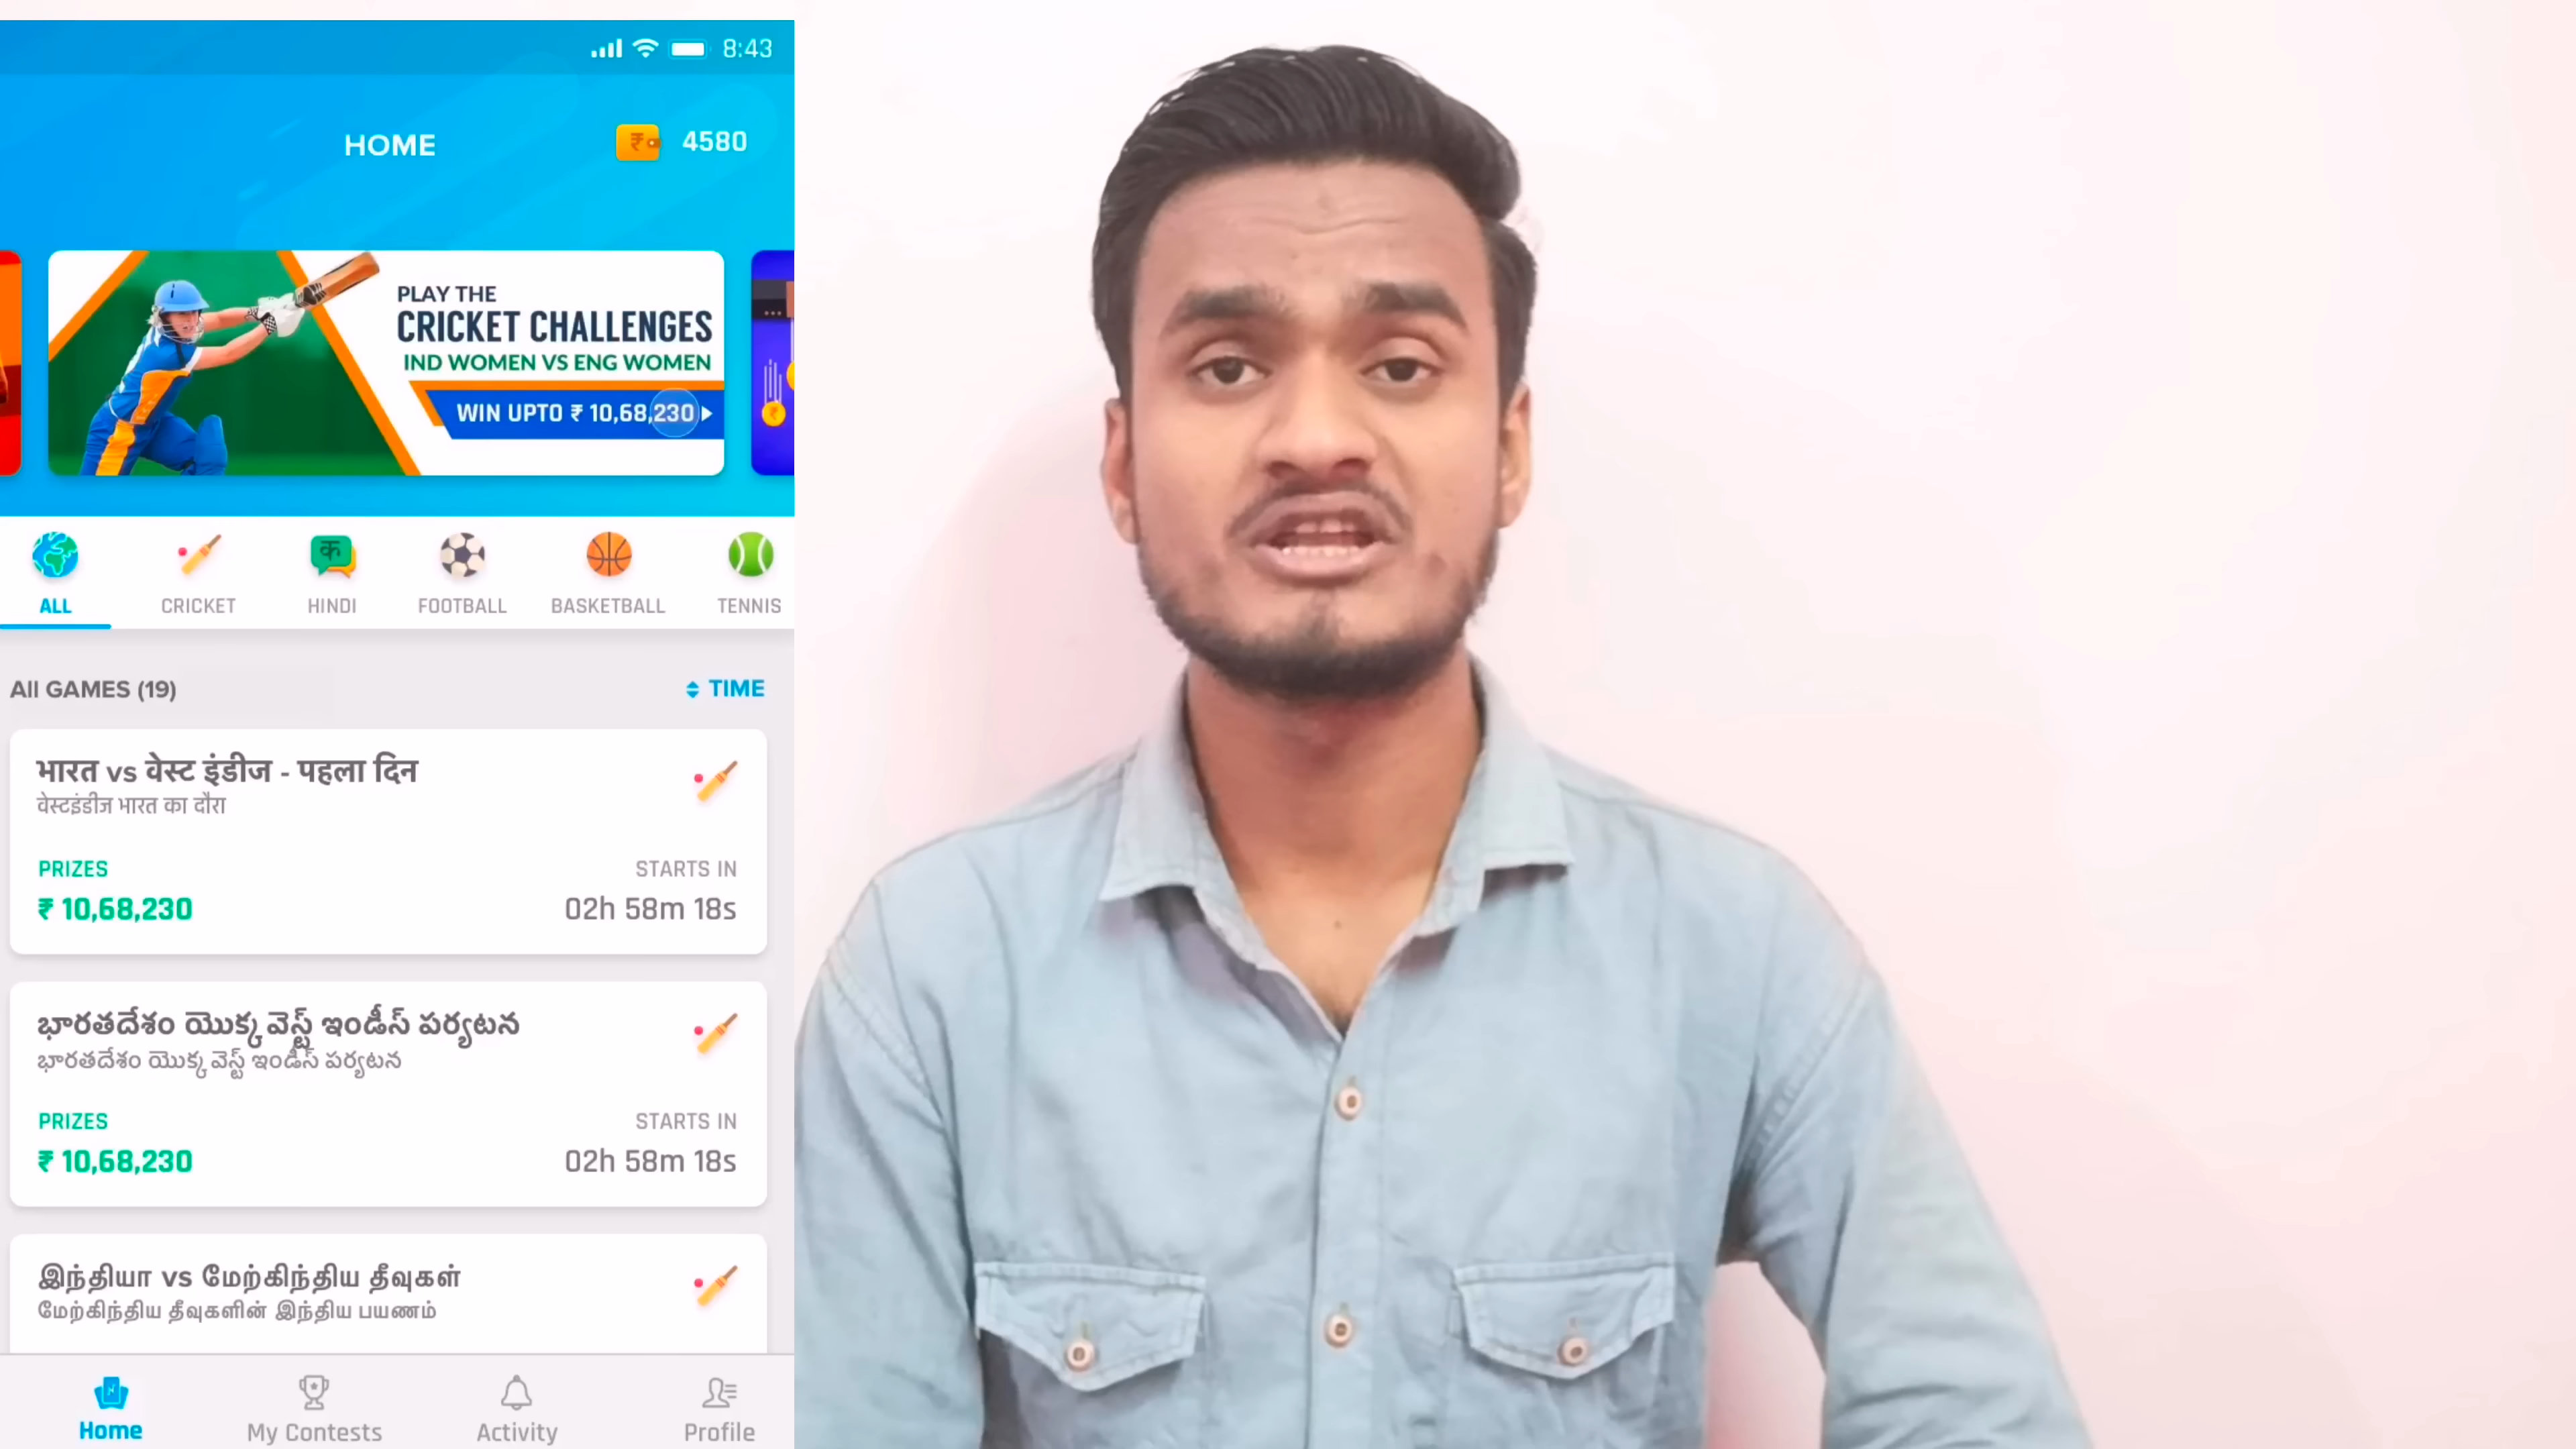 8:43
HOME
4580
PLAY THE
CRICKET CHALLENGES
IND WOMEN VS ENG WOMEN
WIN UPTO ₹ 10,68,230
ALL CRICKET HINDI FOOTBALL BASKETBALL TENNIS
All GAMES (19)
TIME
भारत vs वेस्ट इंडीज - पहला दिन
वेस्टइंडीज भारत का दौरा
PRIZES STARTS IN
₹ 10,68,230 02h 58m 18s
భారతదేశం యొక్క వెస్ట్ ఇండీస్ పర్యటన
భారతదేశం యొక్క వెస్ట్ ఇండీస్ పర్యటన
PRIZES STARTS IN
₹ 10,68,230 02h 58m 18s
இந்தியா vs மேற்கிந்திய தீவுகள்
மேற்கிந்திய தீவுகளின் இந்திய பயணம்
Home My Contests Activity Profile